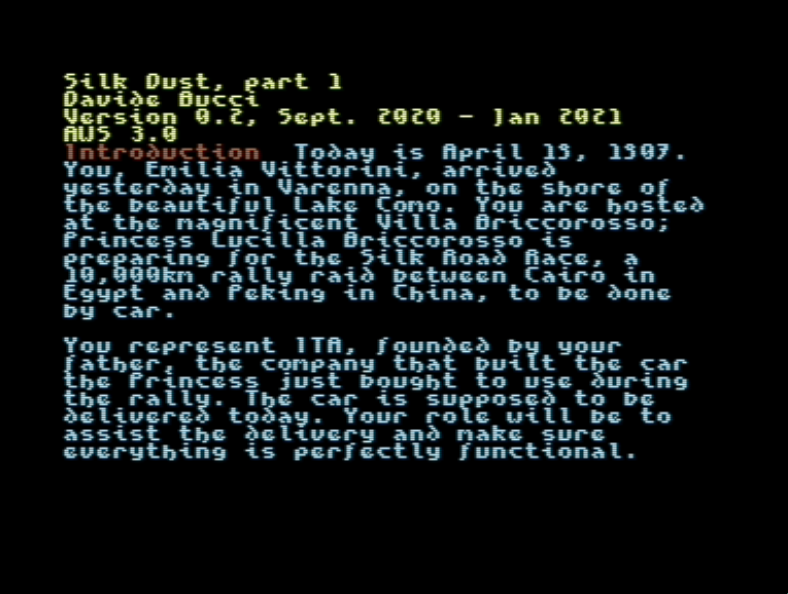 Silk Dust, part 1
Davide Bucci
Version 0.2, Sept. 2020 - Jan 2021
AWS 3.0
Introduction Today is April 13, 1907.
You, Emilia Vittorini, arrived
yesterday in Varenna, on the shore of
the beautiful Lake Como. You are hosted
at the magnificent Villa Briccorosso;
Princess Lucilla Briccorosso is
preparing for the Silk Road Race, a
10,000km rally raid between Cairo in
Egypt and Peking in China, to be done
by car.
You represent ITA, founded by your
father, the company that built the car
the Princess just bought to use during
the rally. The car is supposed to be
delivered today. Your role will be to
assist the delivery and make sure
everything is perfectly functional.